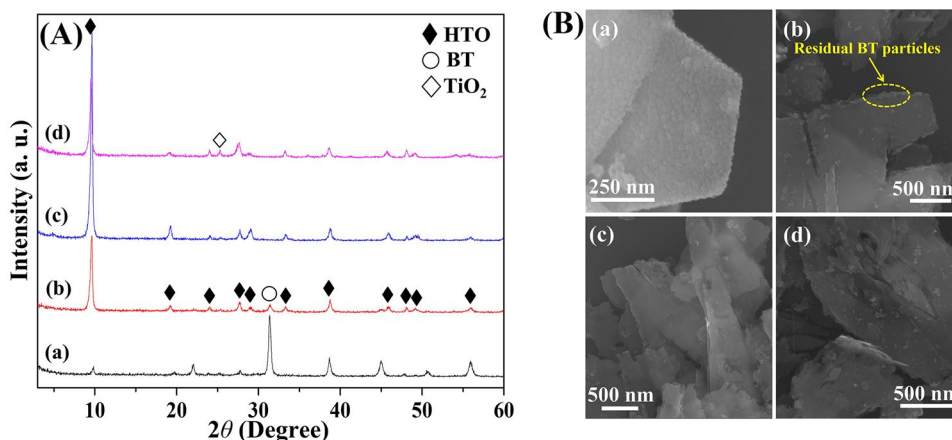 (A)
◆ HTO
○ BT
◇ TiO₂
(d)
(c)
(b)
(a)
Intensity (a. u.)
10 20 30 40 50 60
2θ (Degree)
(B)
(a)
250 nm
(b)
Residual BT particles
500 nm
(c)
500 nm
(d)
500 nm